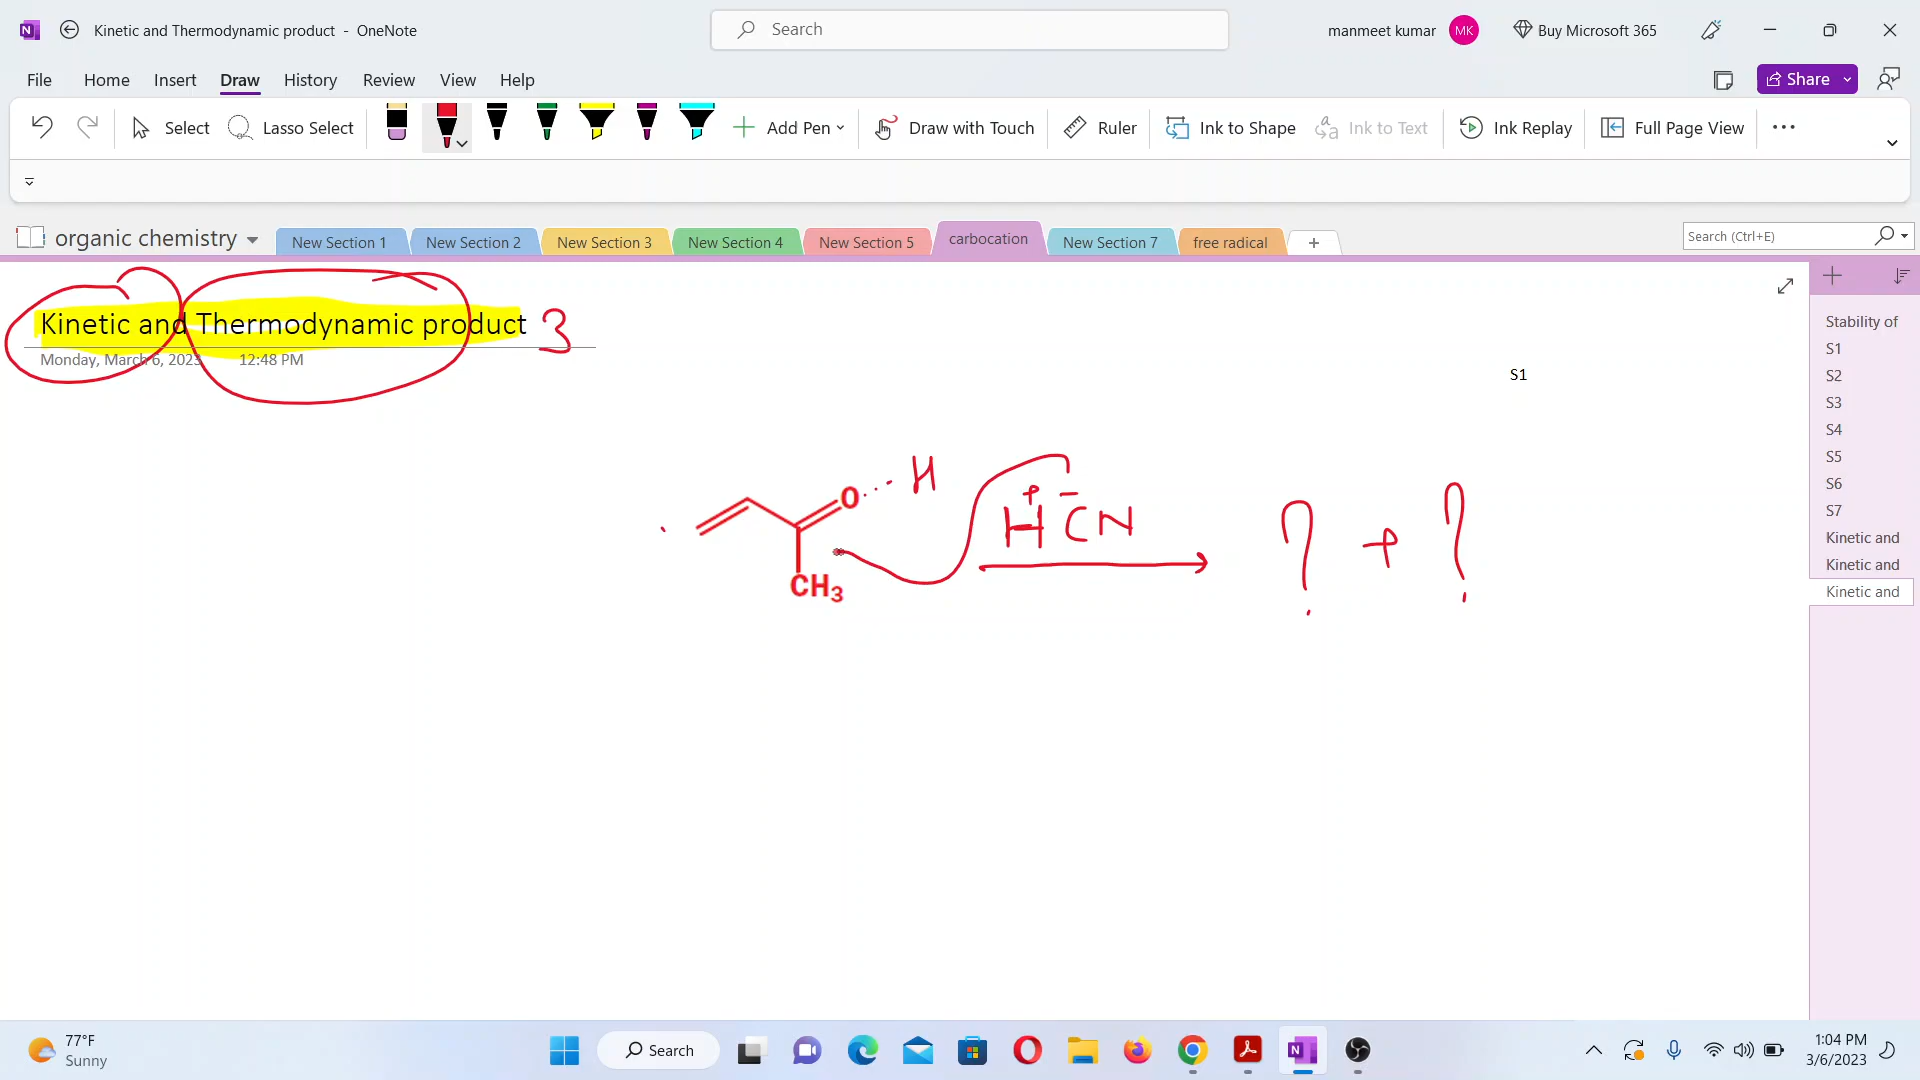 Kinetic and Thermodynamic product - OneNote
Search
manmeet kumar
MK
Buy Microsoft 365
File
Home
Insert
Draw
History
Review
View
Help
Share
Select
Lasso Select
Add Pen
Draw with Touch
Ruler
Ink to Shape
Ink to Text
Ink Replay
Full Page View
organic chemistry
New Section 1
New Section 2
New Section 3
New Section 4
New Section 5
carbocation
New Section 7
free radical
Search (Ctrl+E)
Kinetic and Thermodynamic product 3
Monday, March 6, 2023 12:48 PM
S1
O H
H+ CN-
? + ?
CH3
Stability of
S1
S2
S3
S4
S5
S6
S7
Kinetic and
Kinetic and
Kinetic and
77°F
Sunny
Search
1:04 PM
3/6/2023